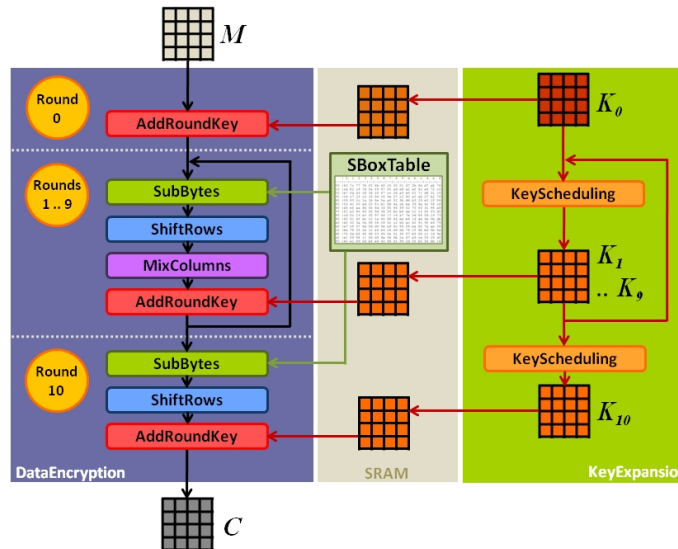 M
Round
0
AddRoundKey
K₀
Rounds
1 .. 9
SBoxTable
SubBytes
KeyScheduling
ShiftRows
MixColumns
K₁
.. K₉
AddRoundKey
Round
10
SubBytes
KeyScheduling
ShiftRows
AddRoundKey
K₁₀
DataEncryption
SRAM
KeyExpansio
C